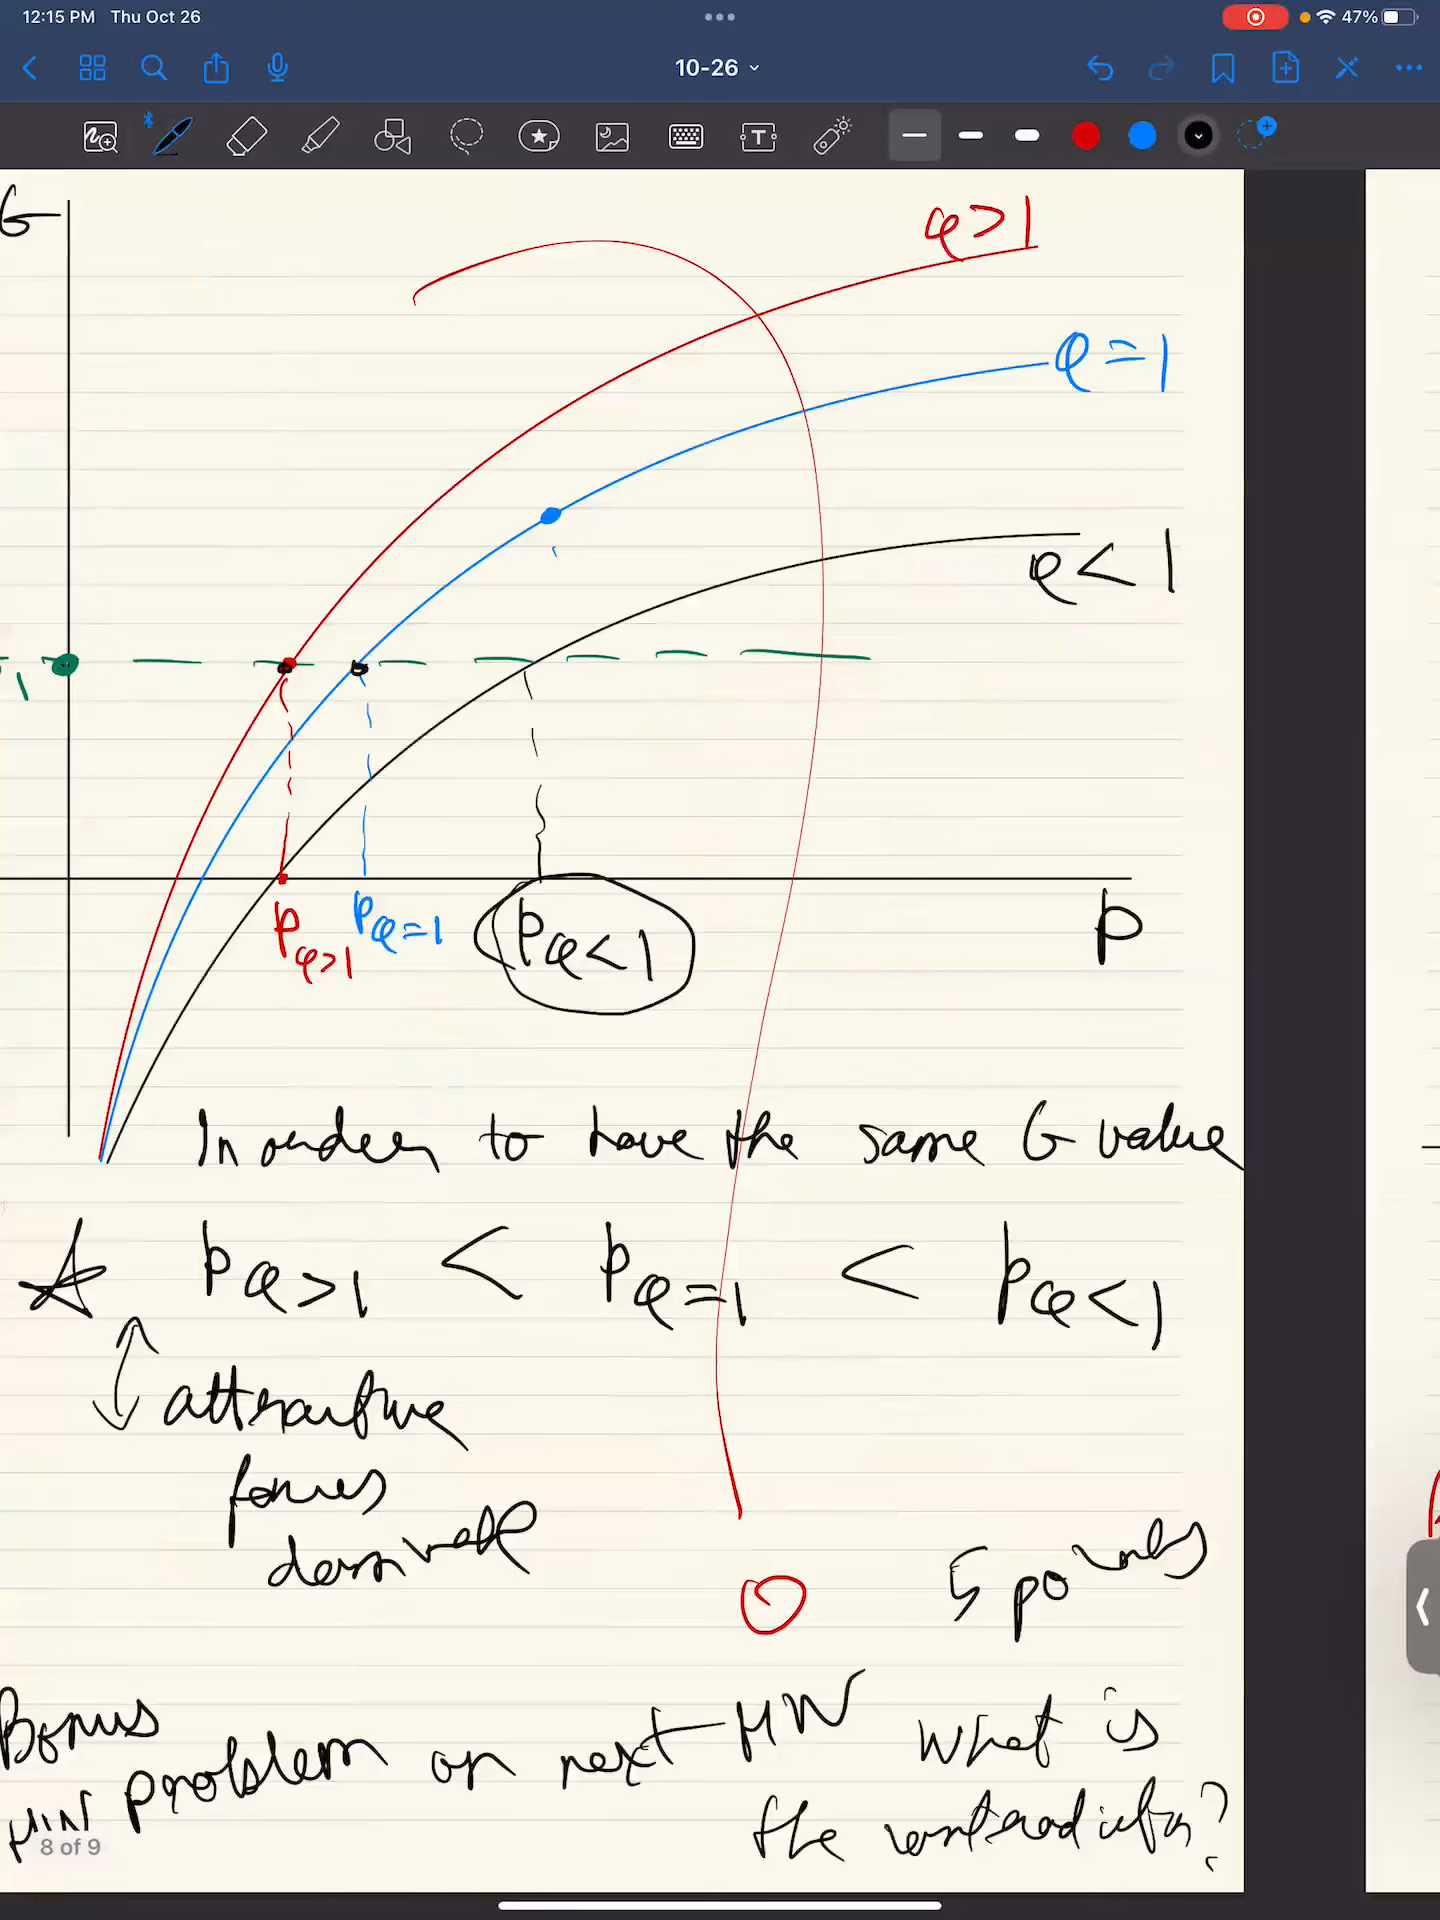 12:15 PM Thu Oct 26
47%
10-26
T
G
φ>1
φ=1
φ<1
1
Pφ>1
Pφ=1
Pφ<1
P
In order to have the same G value
Pφ>1 < Pφ=1 < Pφ<1
attractive
forces
dominate
5 points
Bonus
HW problem on next HW
What is
the contradiction?
8 of 9